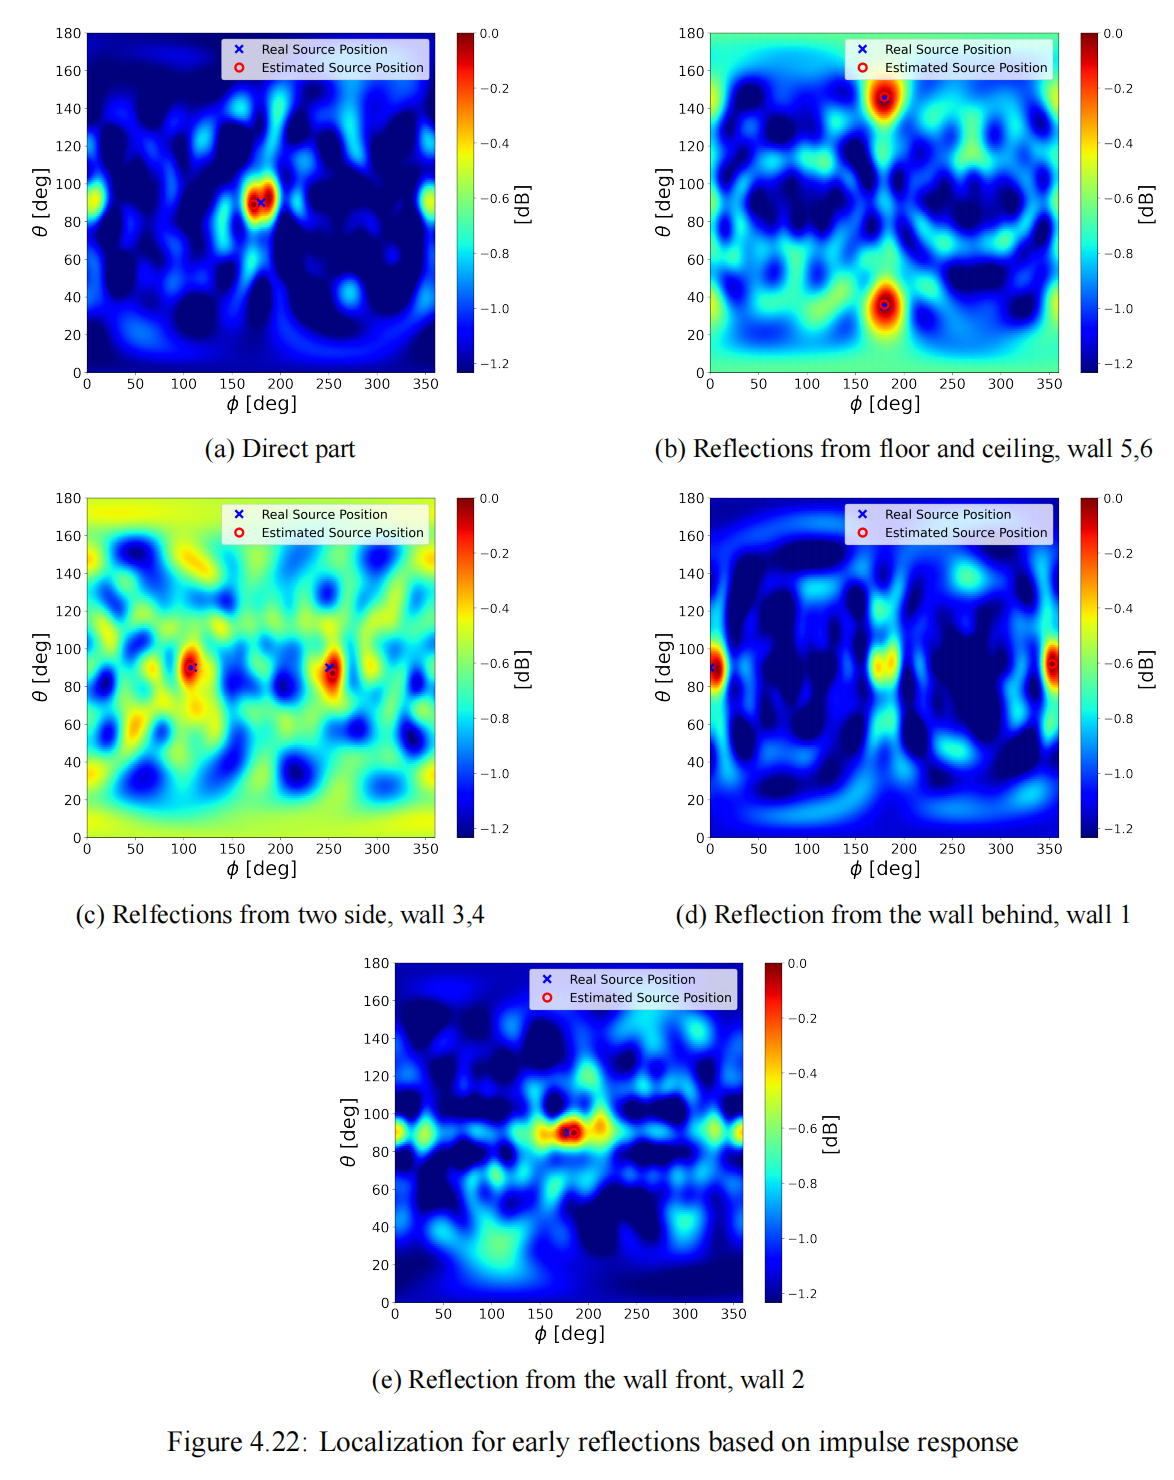 180
160
140
120
100
80
60
40
20
0
θ [deg]
0 50 100 150 200 250 300 350
ϕ [deg]
Real Source Position
Estimated Source Position
0.0
−0.2
−0.4
−0.6
−0.8
−1.0
−1.2
[dB]
(a) Direct part
180
160
140
120
100
80
60
40
20
0
θ [deg]
0 50 100 150 200 250 300 350
ϕ [deg]
Real Source Position
Estimated Source Position
0.0
−0.2
−0.4
−0.6
−0.8
−1.0
−1.2
[dB]
(b) Reflections from floor and ceiling, wall 5,6
180
160
140
120
100
80
60
40
20
0
θ [deg]
0 50 100 150 200 250 300 350
ϕ [deg]
Real Source Position
Estimated Source Position
0.0
−0.2
−0.4
−0.6
−0.8
−1.0
−1.2
[dB]
(c) Relfections from two side, wall 3,4
180
160
140
120
100
80
60
40
20
0
θ [deg]
0 50 100 150 200 250 300 350
ϕ [deg]
Real Source Position
Estimated Source Position
0.0
−0.2
−0.4
−0.6
−0.8
−1.0
−1.2
[dB]
(d) Reflection from the wall behind, wall 1
180
160
140
120
100
80
60
40
20
0
θ [deg]
0 50 100 150 200 250 300 350
ϕ [deg]
Real Source Position
Estimated Source Position
0.0
−0.2
−0.4
−0.6
−0.8
−1.0
−1.2
[dB]
(e) Reflection from the wall front, wall 2
Figure 4.22: Localization for early reflections based on impulse response